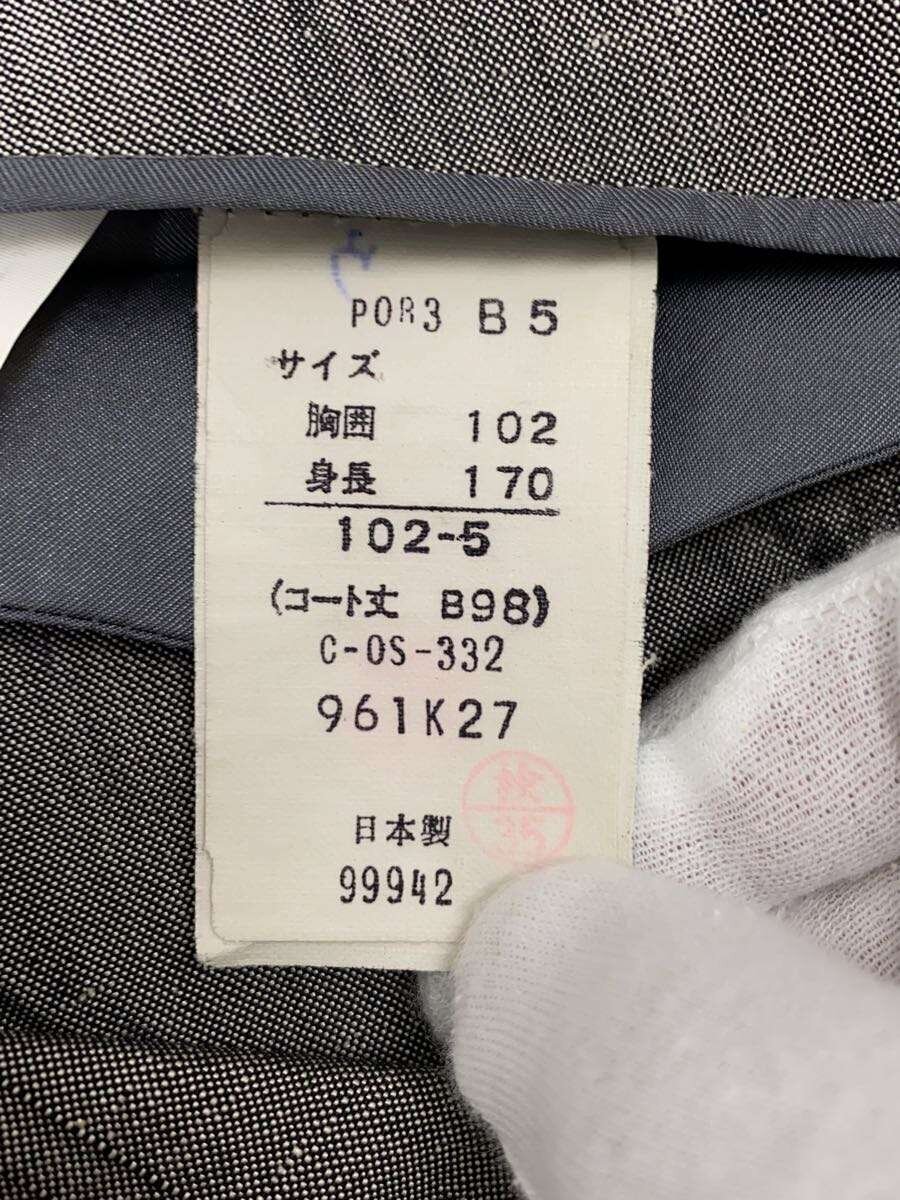 POR3 B5
サイズ
胸囲 102
身長 170
102-5
(コート丈 B98)
C-OS-332
961K27
日本製
99942